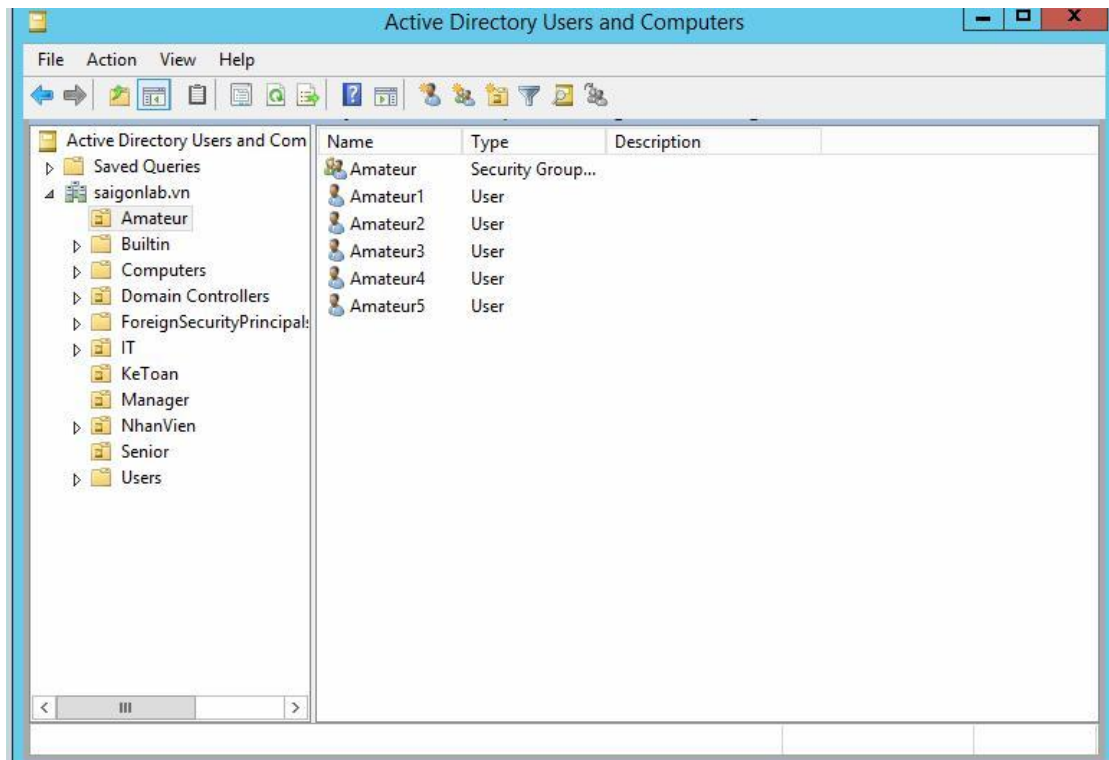 Active Directory Users and Computers
File Action View Help
Active Directory Users and Com
Saved Queries
saigonlab.vn
Amateur
Builtin
Computers
Domain Controllers
ForeignSecurityPrincipals
IT
KeToan
Manager
NhanVien
Senior
Users
Name Type Description
Amateur Security Group...
Amateur1 User
Amateur2 User
Amateur3 User
Amateur4 User
Amateur5 User